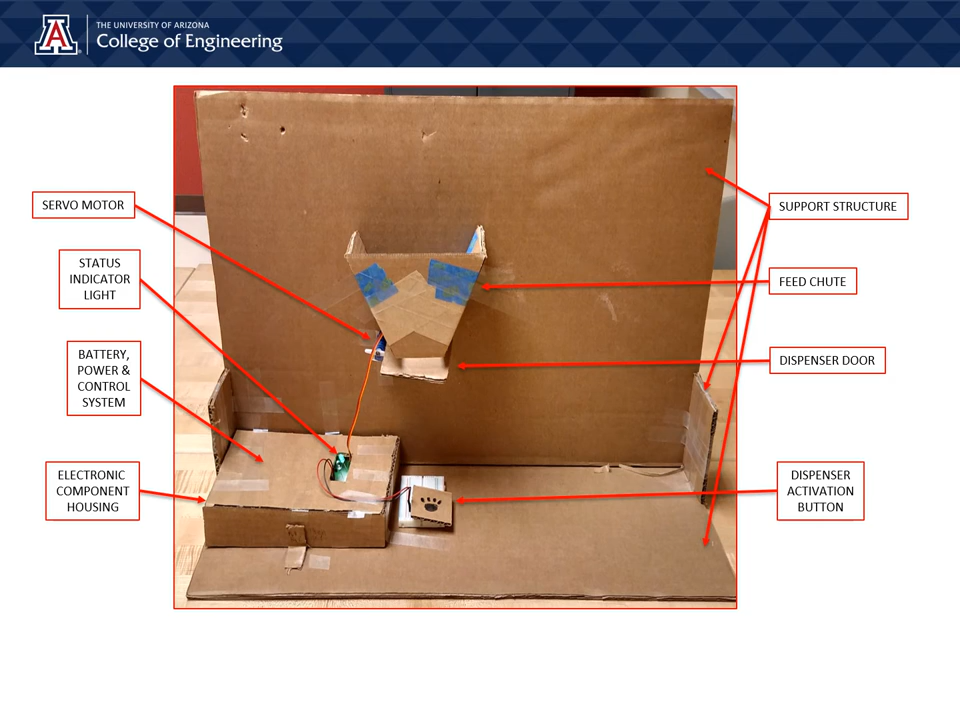 THE UNIVERSITY OF ARIZONA
College of Engineering
SERVO MOTOR
STATUS
INDICATOR
LIGHT
BATTERY,
POWER &
CONTROL
SYSTEM
ELECTRONIC
COMPONENT
HOUSING
SUPPORT STRUCTURE
FEED CHUTE
DISPENSER DOOR
DISPENSER
ACTIVATION
BUTTON